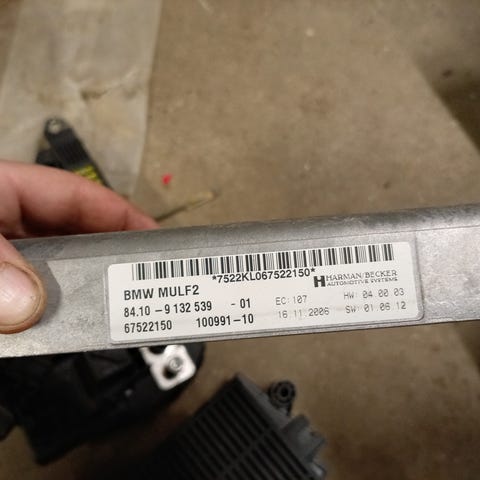 *7522KL067522150*
HARMAN/BECKER
AUTOMOTIVE SYSTEMS
BMW MULF2
84.10 - 9 132 539 - 01
EC: 107
HW: 04 00 03
67522150 100991-10
16.11.2006
SW: 01.06.12